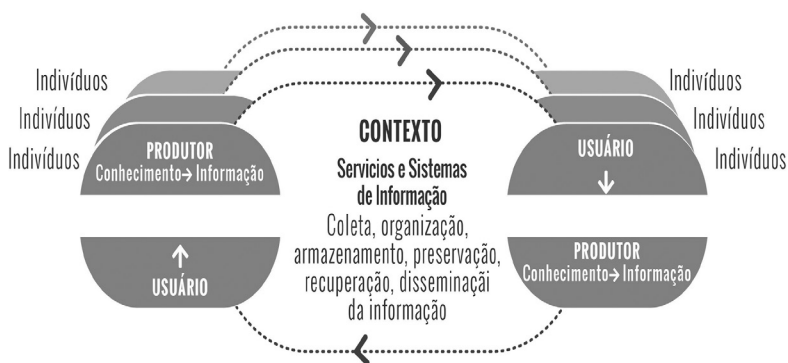 Indivíduos
Indivíduos
Indivíduos
PRODUTOR
Conhecimento→Informação
↑
USUÁRIO
CONTEXTO
Servicios e Sistemas
de Informação
Coleta, organização,
armazenamento, preservação,
recuperação, disseminaçãi
da informação
Indivíduos
Indivíduos
Indivíduos
USUÁRIO
↓
PRODUTOR
Conhecimento→Informação